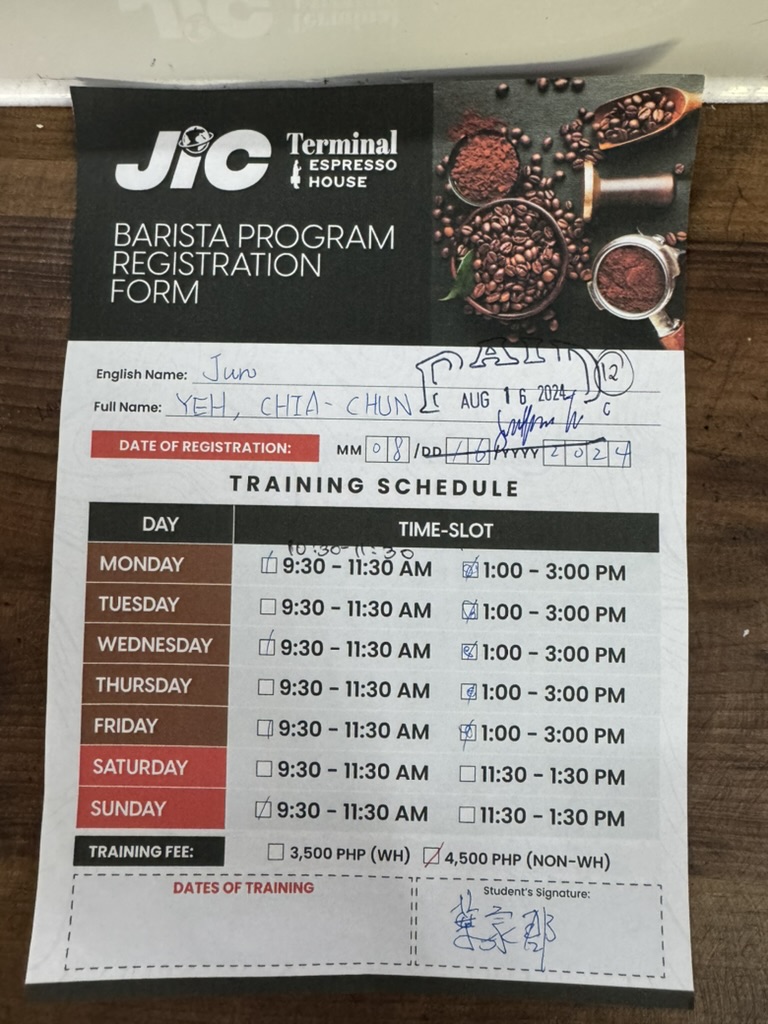 JiC Terminal
ESPRESSO
HOUSE
BARISTA PROGRAM
REGISTRATION
FORM
PAID
English Name: Jun
12
AUG 16 2024
Full Name: YEH, CHIA-CHUN
DATE OF REGISTRATION: MM 08 /DD 16 /YYYY 2024
TRAINING SCHEDULE
DAY TIME-SLOT
10:30-11:30
MONDAY 9:30 - 11:30 AM 1:00 - 3:00 PM
TUESDAY 9:30 - 11:30 AM 1:00 - 3:00 PM
WEDNESDAY 9:30 - 11:30 AM 1:00 - 3:00 PM
THURSDAY 9:30 - 11:30 AM 1:00 - 3:00 PM
FRIDAY 9:30 - 11:30 AM 1:00 - 3:00 PM
SATURDAY 9:30 - 11:30 AM 11:30 - 1:30 PM
SUNDAY 9:30 - 11:30 AM 11:30 - 1:30 PM
TRAINING FEE: 3,500 PHP (WH) 4,500 PHP (NON-WH)
DATES OF TRAINING
Student's Signature:
葉家郡